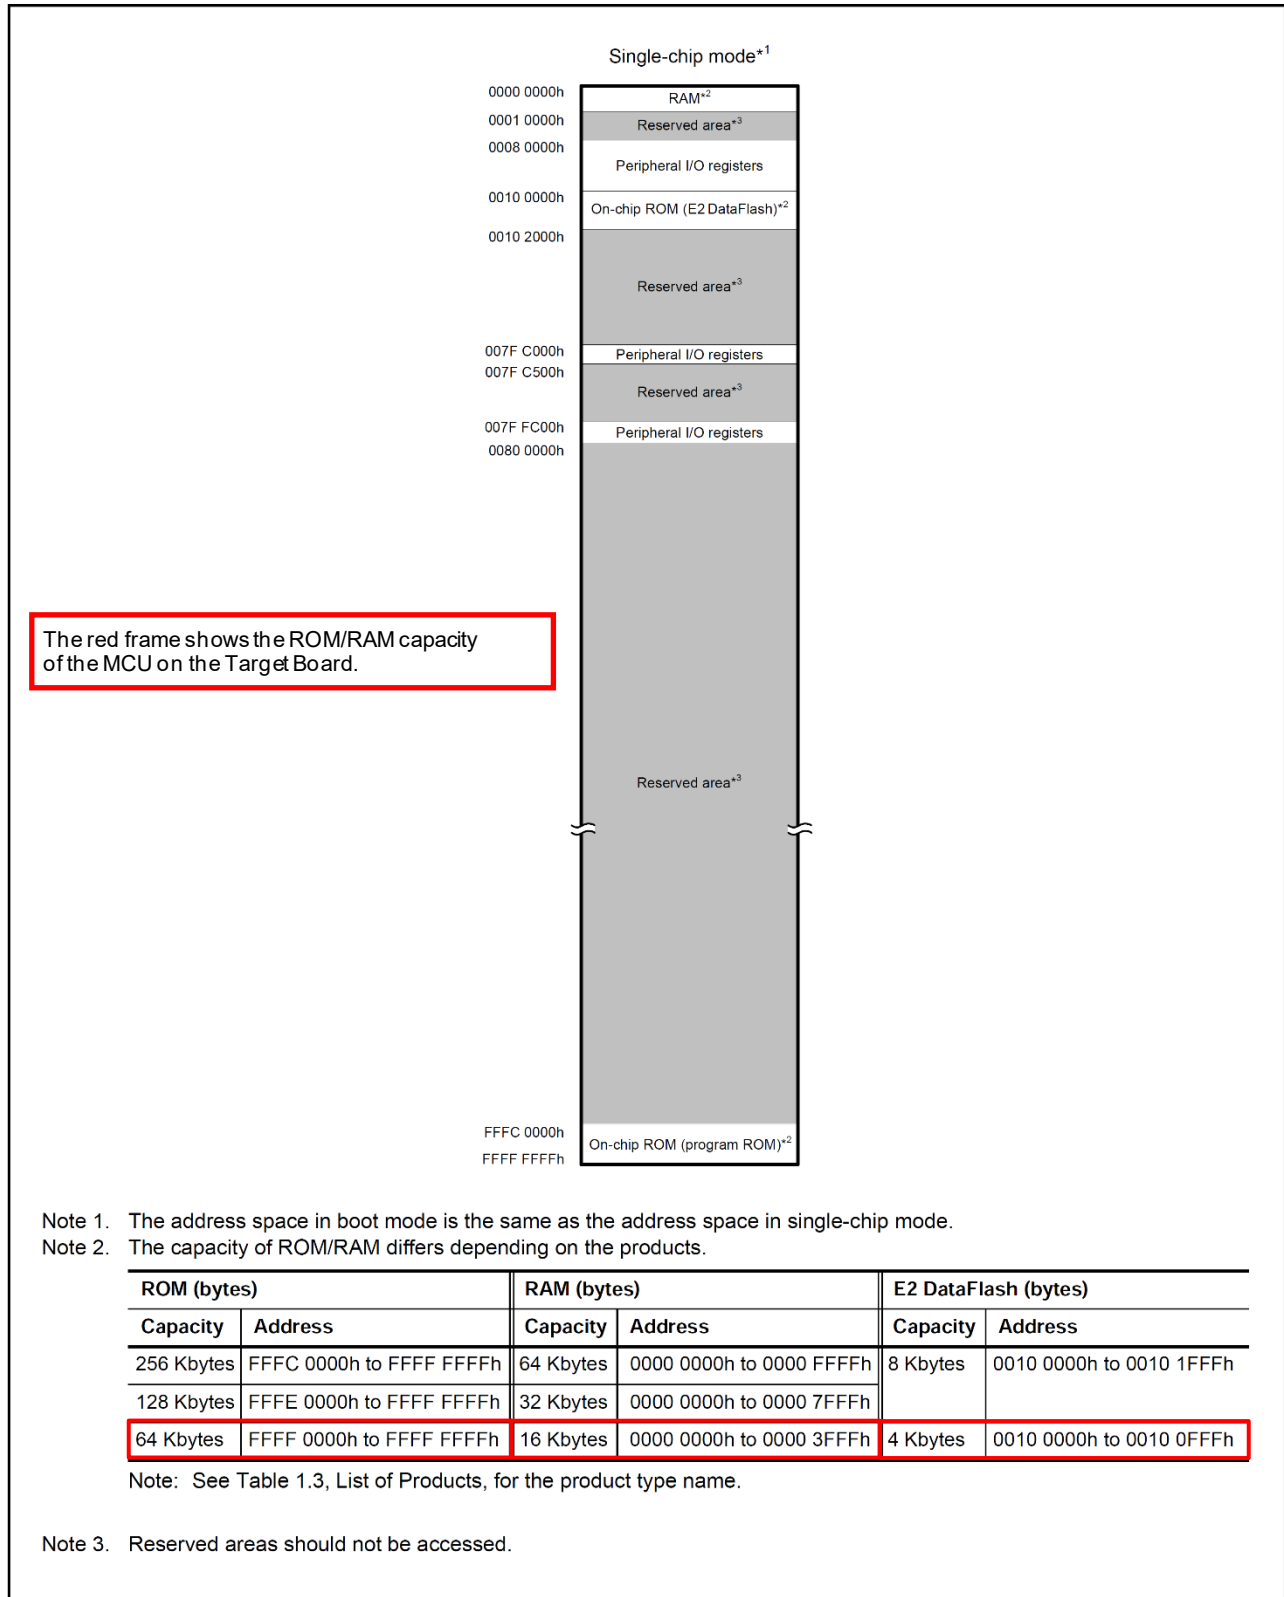 Single-chip mode*1
0000 0000h
RAM*2
0001 0000h
Reserved area*3
0008 0000h
Peripheral I/O registers
0010 0000h
On-chip ROM (E2 DataFlash)*2
0010 2000h
Reserved area*3
007F C000h
Peripheral I/O registers
007F C500h
Reserved area*3
007F FC00h
Peripheral I/O registers
0080 0000h
The red frame shows the ROM/RAM capacity
of the MCU on the Target Board.
Reserved area*3
FFFC 0000h
On-chip ROM (program ROM)*2
FFFF FFFFh
Note 1. The address space in boot mode is the same as the address space in single-chip mode.
Note 2. The capacity of ROM/RAM differs depending on the products.
ROM (bytes) RAM (bytes) E2 DataFlash (bytes)
Capacity Address Capacity Address Capacity Address
256 Kbytes FFFC 0000h to FFFF FFFFh 64 Kbytes 0000 0000h to 0000 FFFFh 8 Kbytes 0010 0000h to 0010 1FFFh
128 Kbytes FFFE 0000h to FFFF FFFFh 32 Kbytes 0000 0000h to 0000 7FFFh
64 Kbytes FFFF 0000h to FFFF FFFFh 16 Kbytes 0000 0000h to 0000 3FFFh 4 Kbytes 0010 0000h to 0010 0FFFh
Note: See Table 1.3, List of Products, for the product type name.
Note 3. Reserved areas should not be accessed.